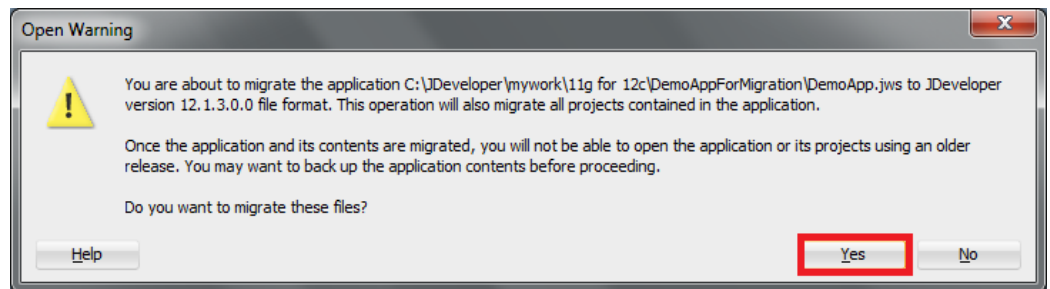 Open Warning
You are about to migrate the application C:\JDeveloper\mywork\11g for 12c\DemoAppForMigration\DemoApp.jws to JDeveloper
version 12.1.3.0.0 file format. This operation will also migrate all projects contained in the application.
Once the application and its contents are migrated, you will not be able to open the application or its projects using an older
release. You may want to back up the application contents before proceeding.
Do you want to migrate these files?
Help
Yes
No